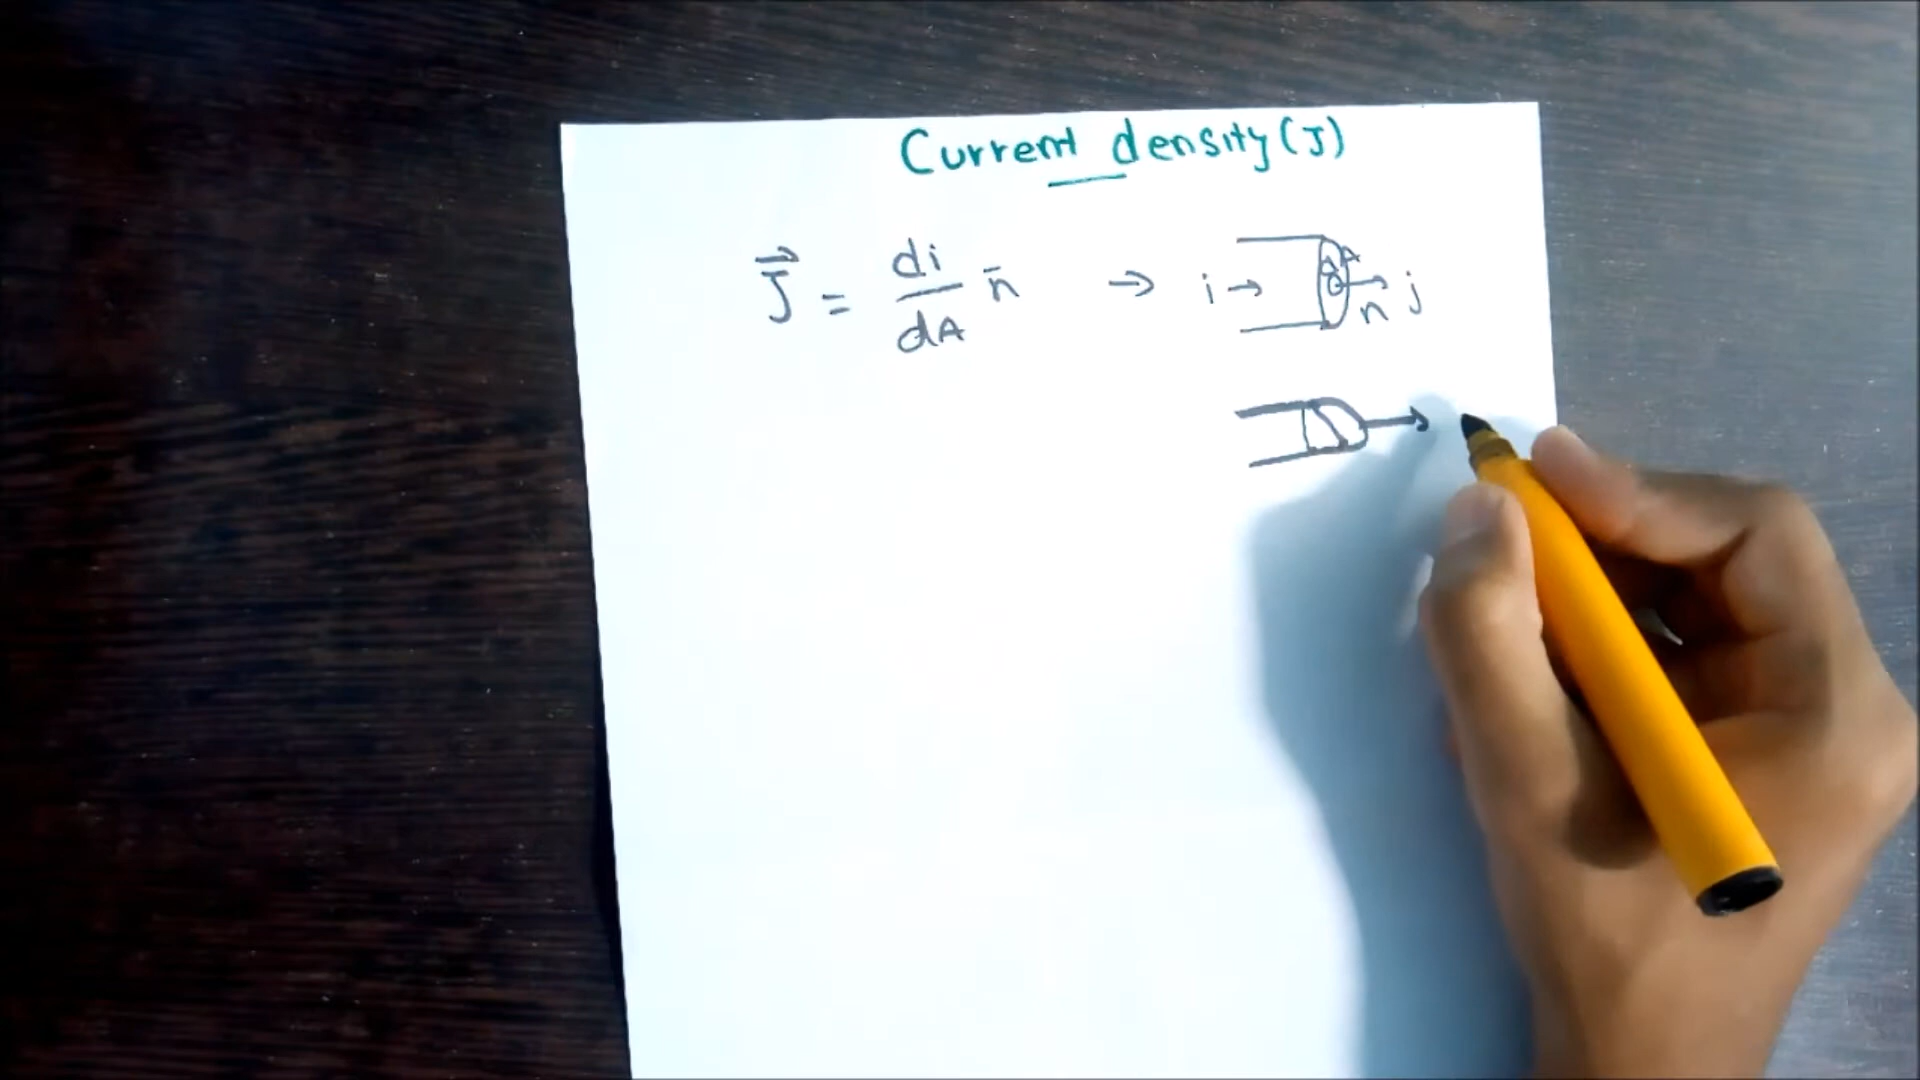 Current density (J)
J⃗ = di/dA n̄ → i → dA n j